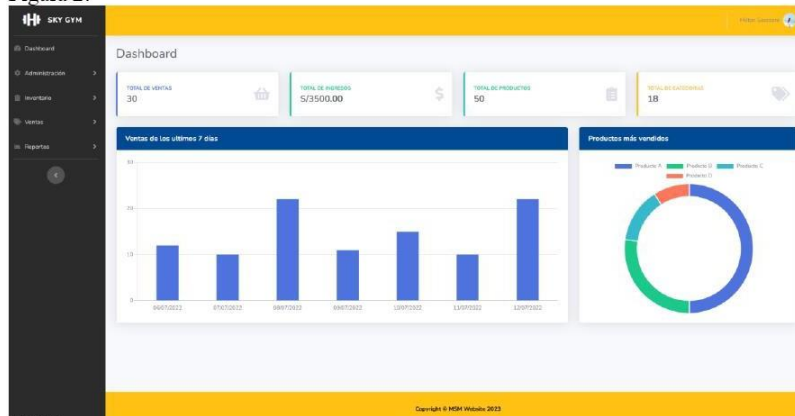 SKY GYM
Dashboard
Administración
Inventario
Ventas
Reportes
Dashboard
TOTAL DE VENTAS
30
TOTAL DE INGRESOS
S/3500.00
TOTAL DE PRODUCTOS
50
TOTAL DE CATEGORIAS
18
Ventas de los ultimos 7 dias
30
20
10
0
06/07/2022 07/07/2022 08/07/2022 09/07/2022 10/07/2022 11/07/2022 12/07/2022
Productos más vendidos
Producto A Producto B Producto C
Producto D
Copyright © MSM Website 2023